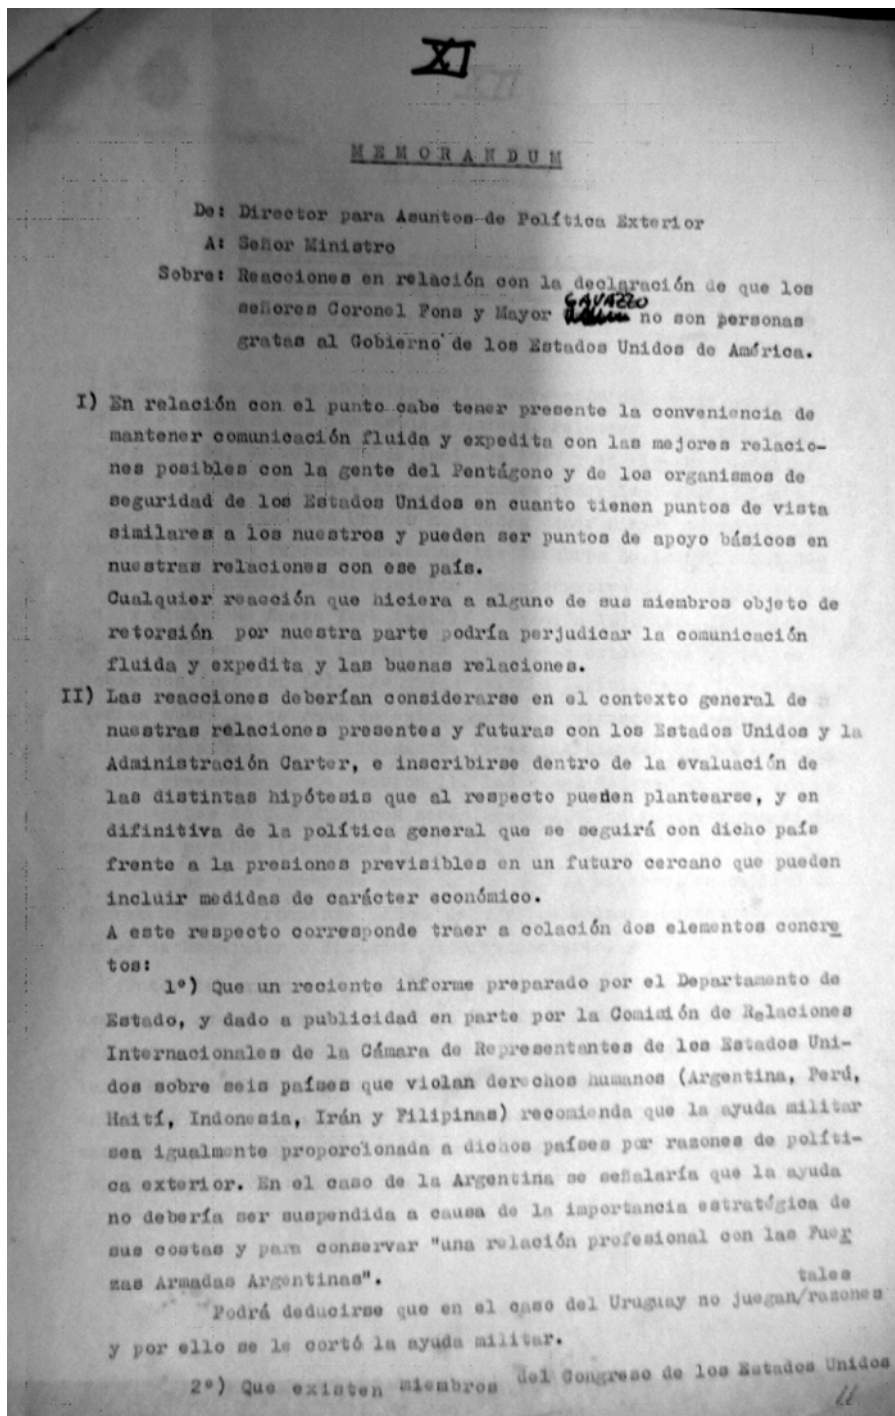 XI
MEMORANDUM
De: Director para Asuntos de Política Exterior
A: Señor Ministro
Sobre: Reacciones en relación con la declaración de que los
señores Coronel Fons y Mayor GAVAZZO no son personas
gratas al Gobierno de los Estados Unidos de América.
I) En relación con el punto cabe tener presente la conveniencia de
mantener comunicación fluida y expedita con las mejores relacio-
nes posibles con la gente del Pentágono y de los organismos de
seguridad de los Estados Unidos en cuanto tienen puntos de vista
similares a los nuestros y pueden ser puntos de apoyo básicos en
nuestras relaciones con ese país.
Cualquier reacción que hiciera a alguno de sus miembros objeto de
retorsión por nuestra parte podría perjudicar la comunicación
fluida y expedita y las buenas relaciones.
II) Las reacciones deberían considerarse en el contexto general de
nuestras relaciones presentes y futuras con los Estados Unidos y la
Administración Carter, e inscribirse dentro de la evaluación de
las distintas hipótesis que al respecto pueden plantearse, y en
difinitiva de la política general que se seguirá con dicho país
frente a la presiones previsibles en un futuro cercano que pueden
incluir medidas de carácter económico.
A este respecto corresponde traer a colación dos elementos concre
tos:
1°) Que un reciente informe preparado por el Departamento de
Estado, y dado a publicidad en parte por la Comisión de Relaciones
Internacionales de la Cámara de Representantes de los Estados Uni-
dos sobre seis países que violan derechos humanos (Argentina, Perú,
Haití, Indonesia, Irán y Filipinas) recomienda que la ayuda militar
sea igualmente proporcionada a dichos países por razones de políti-
ca exterior. En el caso de la Argentina se señalaría que la ayuda
no debería ser suspendida a causa de la importancia estratégica de
sus costas y para conservar "una relación profesional con las Fuer
zas Armadas Argentinas".
tales
Podrá deducirse que en el caso del Uruguay no juegan/razones
y por ello se le cortó la ayuda militar.
2°) Que existen miembros del Congreso de los Estados Unidos